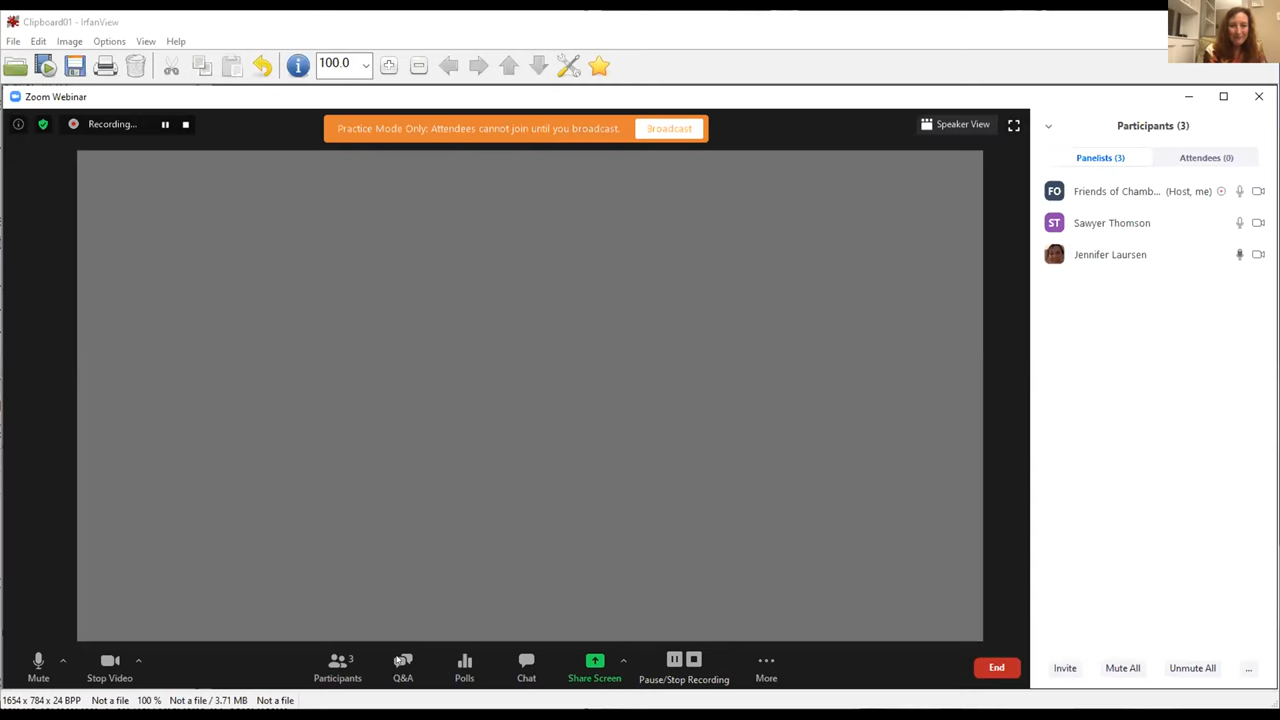 Clipboard01 - IrfanView
File Edit Image Options View Help
100.0
Zoom Webinar
Recording...
Practice Mode Only: Attendees cannot join until you broadcast. Broadcast
Speaker View
Participants (3)
Panelists (3) Attendees (0)
FO Friends of Chamb... (Host, me)
ST Sawyer Thomson
Jennifer Laursen
Mute
Stop Video
Participants 3
Q&A
Polls
Chat
Share Screen
Pause/Stop Recording
More
End
Invite Mute All Unmute All ...
1654 x 784 x 24 BPP Not a file 100 % Not a file / 3.71 MB Not a file